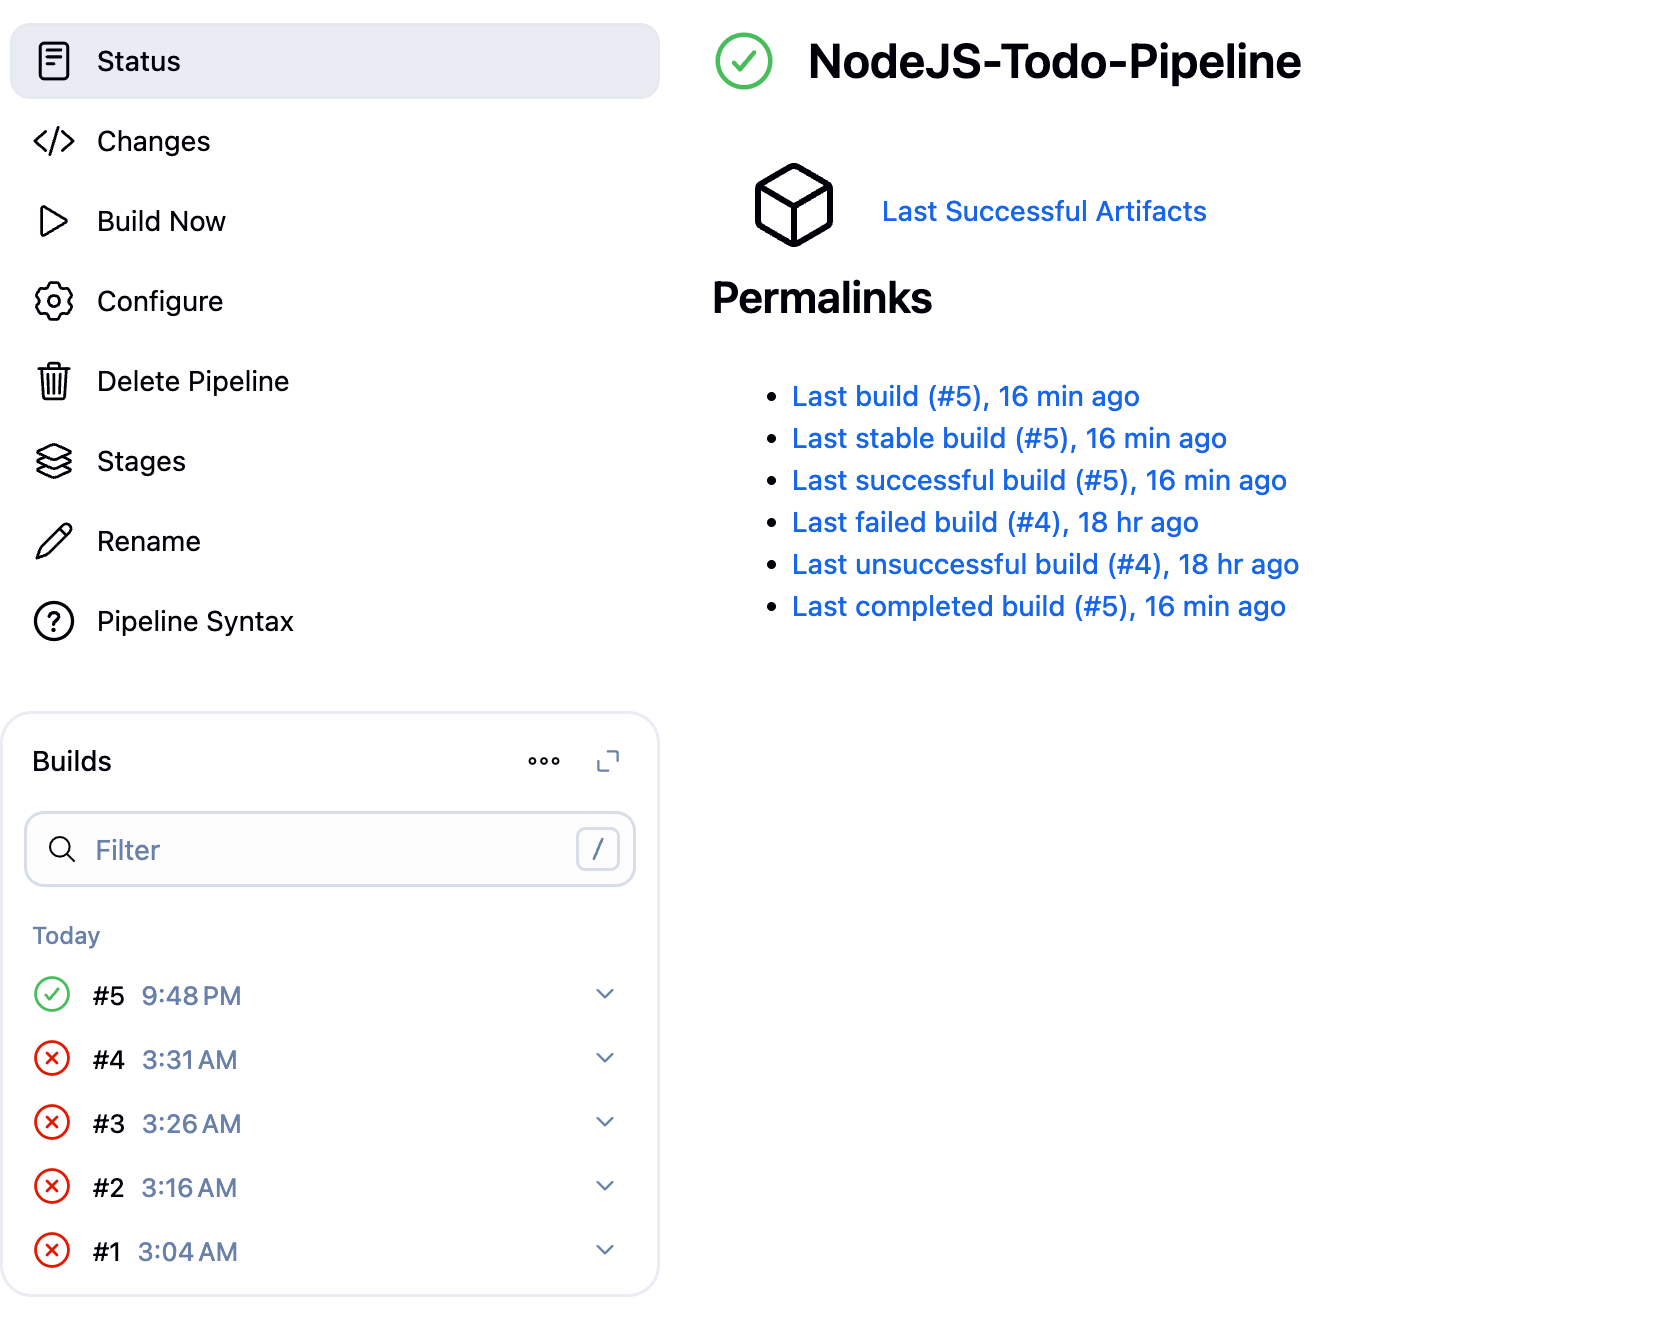 Status
Changes
Build Now
Configure
Delete Pipeline
Stages
Rename
Pipeline Syntax
Builds
Filter
/
Today
#5 9:48 PM
#4 3:31 AM
#3 3:26 AM
#2 3:16 AM
#1 3:04 AM
NodeJS-Todo-Pipeline
Last Successful Artifacts
Permalinks
Last build (#5), 16 min ago
Last stable build (#5), 16 min ago
Last successful build (#5), 16 min ago
Last failed build (#4), 18 hr ago
Last unsuccessful build (#4), 18 hr ago
Last completed build (#5), 16 min ago